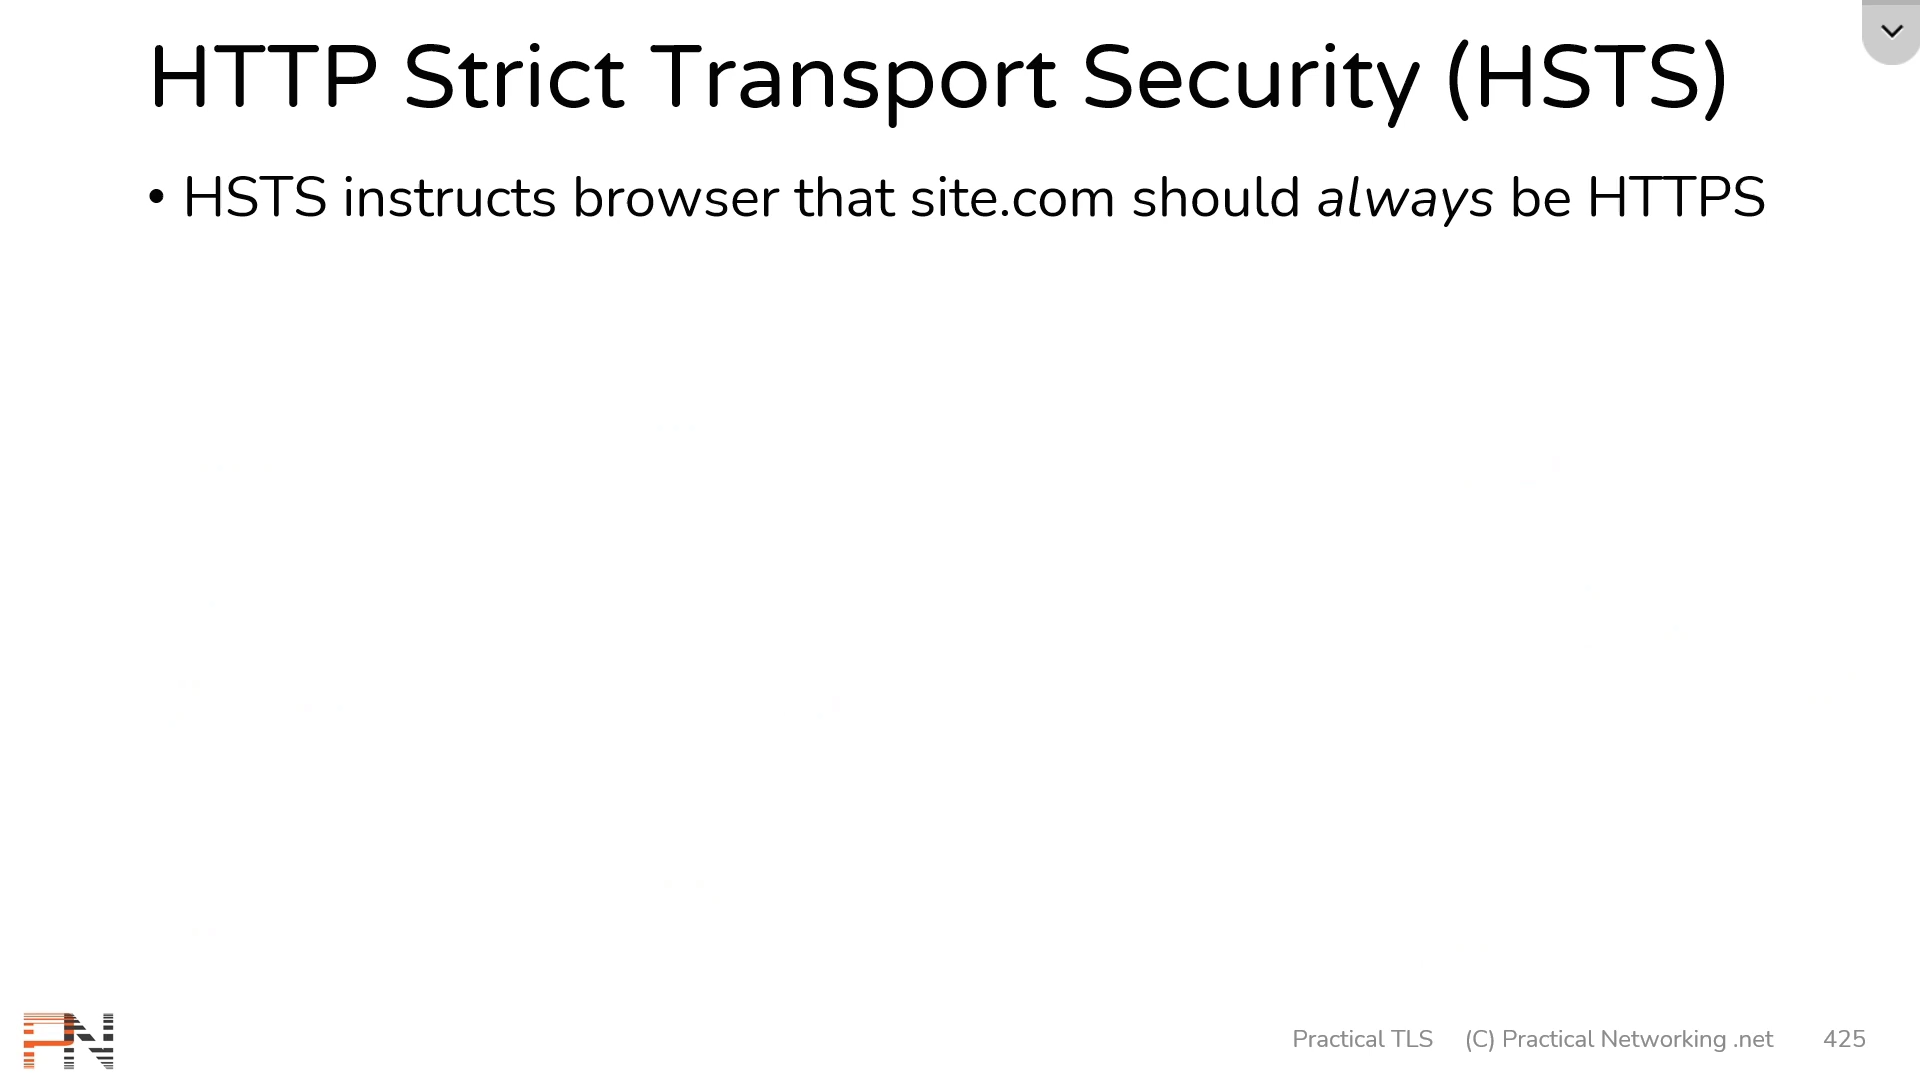 HTTP Strict Transport Security (HSTS)
• HSTS instructs browser that site.com should always be HTTPS
PN
Practical TLS (C) Practical Networking .net 425